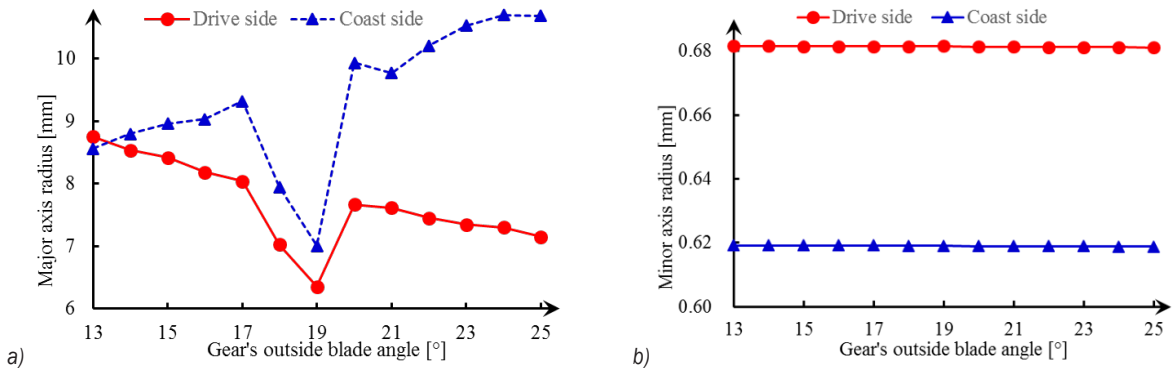 Drive side Coast side
Major axis radius [mm]
10
9
8
7
6
13 15 17 19 21 23 25
Gear's outside blade angle [°]
a)
Drive side Coast side
Minor axis radius [mm]
0.68
0.66
0.64
0.62
0.60
13 15 17 19 21 23 25
Gear's outside blade angle [°]
b)